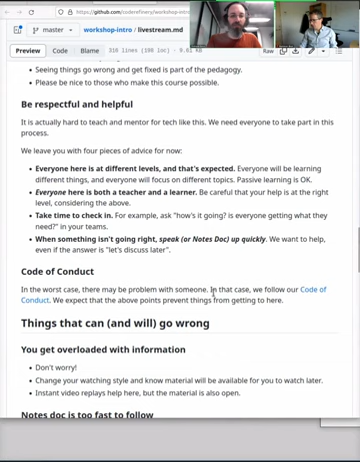 https://github.com/coderefinery/workshop-intro
master
workshop-intro / livestream.md
Preview
Code
Blame
Raw
Seeing things go wrong and get fixed is part of the pedagogy.
Please be nice to those who make this course possible.
Be respectful and helpful
It is actually hard to teach and mentor for tech like this. We need everyone to take part in this
process.
We leave you with four pieces of advice for now:
Everyone here is at different levels, and that's expected. Everyone will be learning
different things, and everyone will focus on different topics. Passive learning is OK.
Everyone here is both a teacher and a learner. Be careful that your help is at the right
level, considering the above.
Take time to check in. For example, ask "how's it going? is everyone getting what they
need?" in your teams.
When something isn't going right, speak (or Notes Doc) up quickly. We want to help,
even if the answer is "let's discuss later".
Code of Conduct
In the worst case, there may be problem with someone. In that case, we follow our Code of
Conduct. We expect that the above points prevent things from getting to here.
Things that can (and will) go wrong
You get overloaded with information
Don't worry!
Change your watching style and know material will be available for you to watch later.
Instant video replays help here, but the material is also open.
Notes doc is too fast to follow